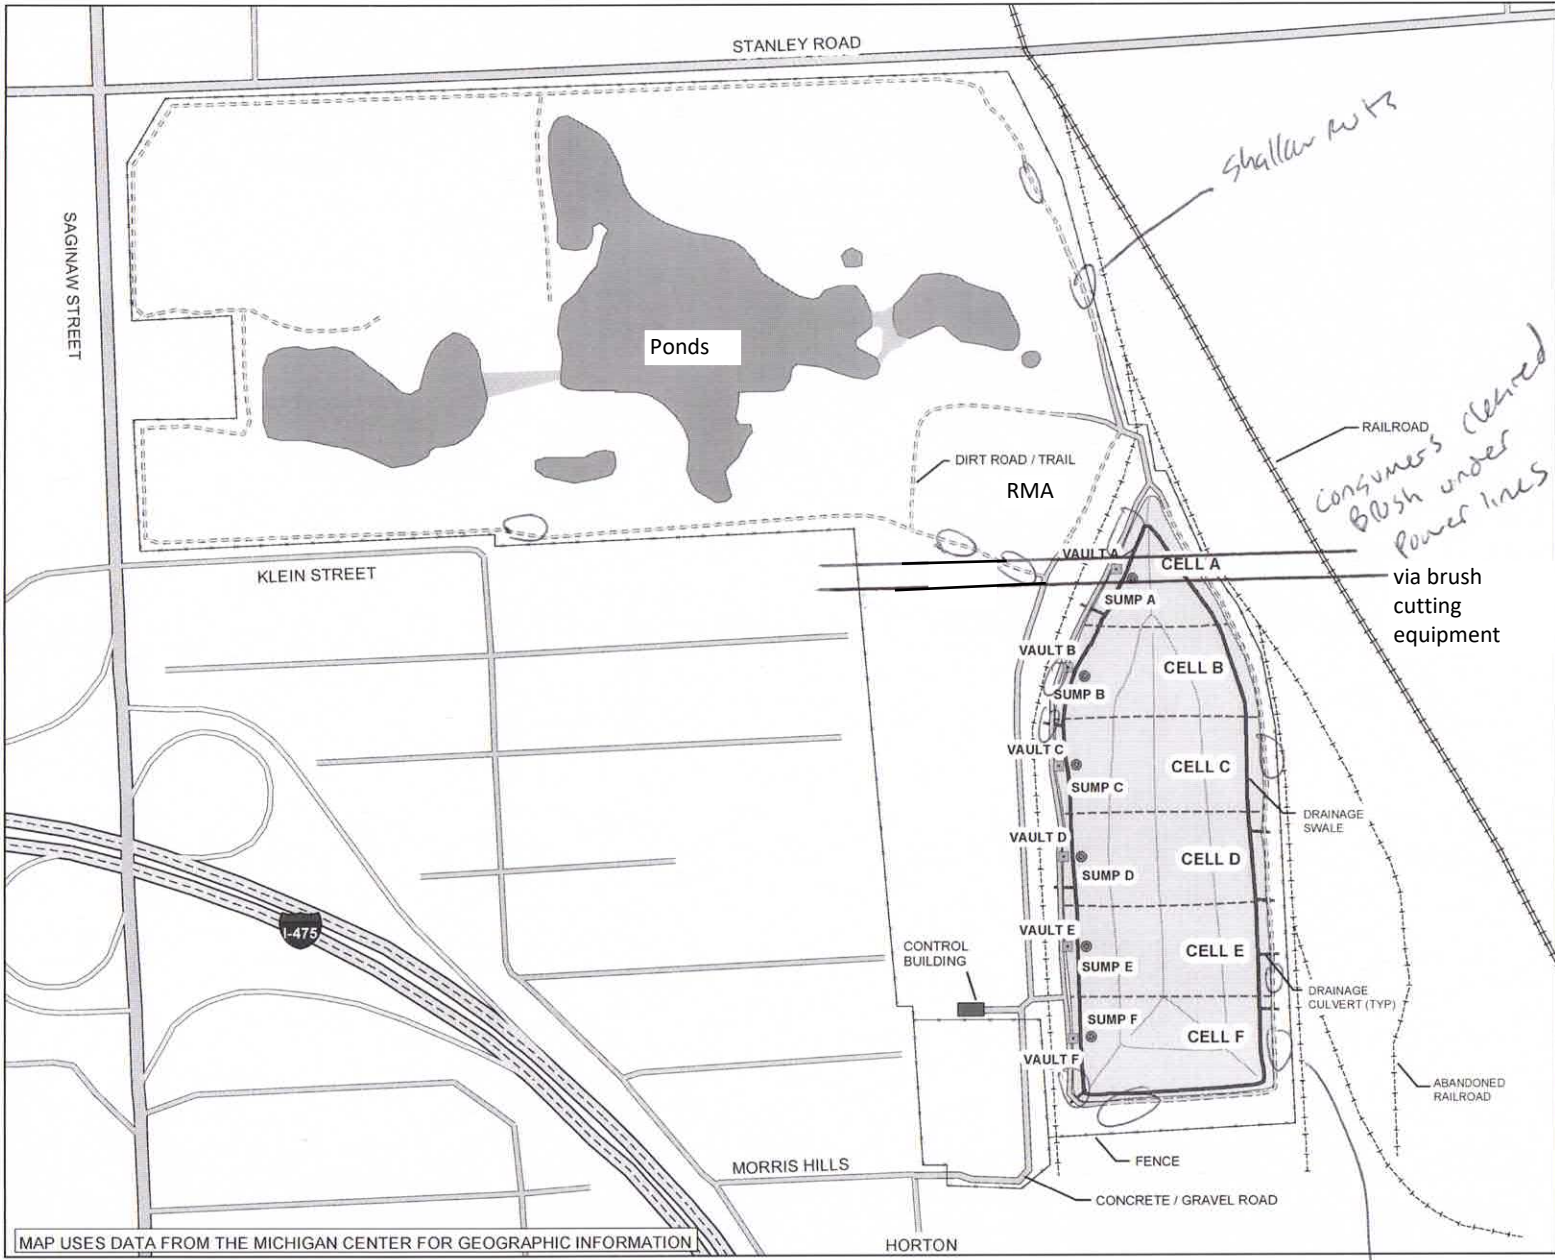 STANLEY ROAD
shallow ruts
SAGINAW STREET
Ponds
RAILROAD
DIRT ROAD / TRAIL
RMA
Consumers cleared
Brush under
Power lines
via brush
cutting
equipment
KLEIN STREET
VAULT A
CELL A
SUMP A
VAULT B
CELL B
SUMP B
VAULT C
CELL C
SUMP C
DRAINAGE
SWALE
VAULT D
CELL D
SUMP D
I-475
VAULT E
CONTROL
BUILDING
CELL E
SUMP E
DRAINAGE
CULVERT (TYP)
SUMP F
CELL F
VAULT F
ABANDONED
RAILROAD
MORRIS HILLS
FENCE
CONCRETE / GRAVEL ROAD
MAP USES DATA FROM THE MICHIGAN CENTER FOR GEOGRAPHIC INFORMATION
HORTON